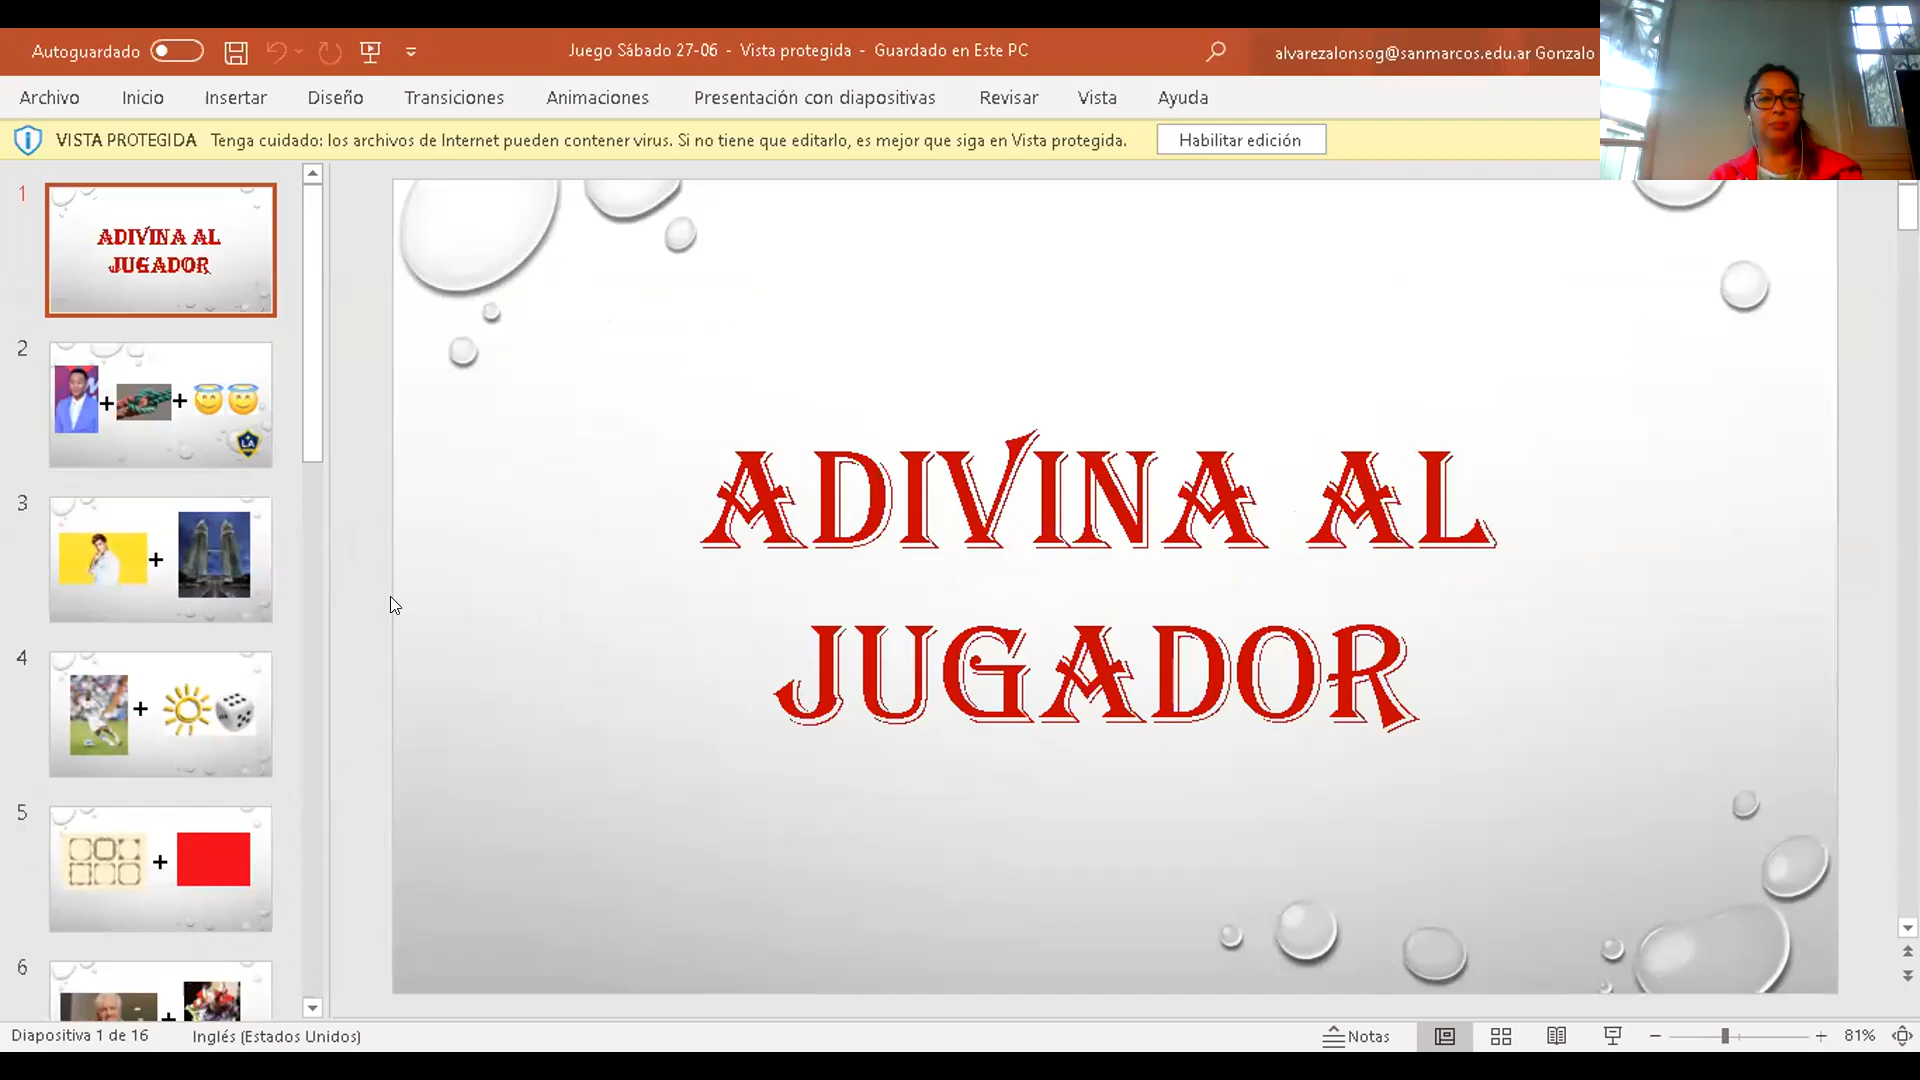 Autoguardado
Juego Sábado 27-06 - Vista protegida - Guardado en Este PC
alvarezalonsog@sanmarcos.edu.ar Gonzalo
Archivo Inicio Insertar Diseño Transiciones Animaciones Presentación con diapositivas Revisar Vista Ayuda
VISTA PROTEGIDA Tenga cuidado: los archivos de Internet pueden contener virus. Si no tiene que editarlo, es mejor que siga en Vista protegida. Habilitar edición
1
ADIVINA AL
JUGADOR
2
+ +
LA
3
+
4
+
5
+
6
+
ADIVINA AL
JUGADOR
Diapositiva 1 de 16 Inglés (Estados Unidos) Notas 81%